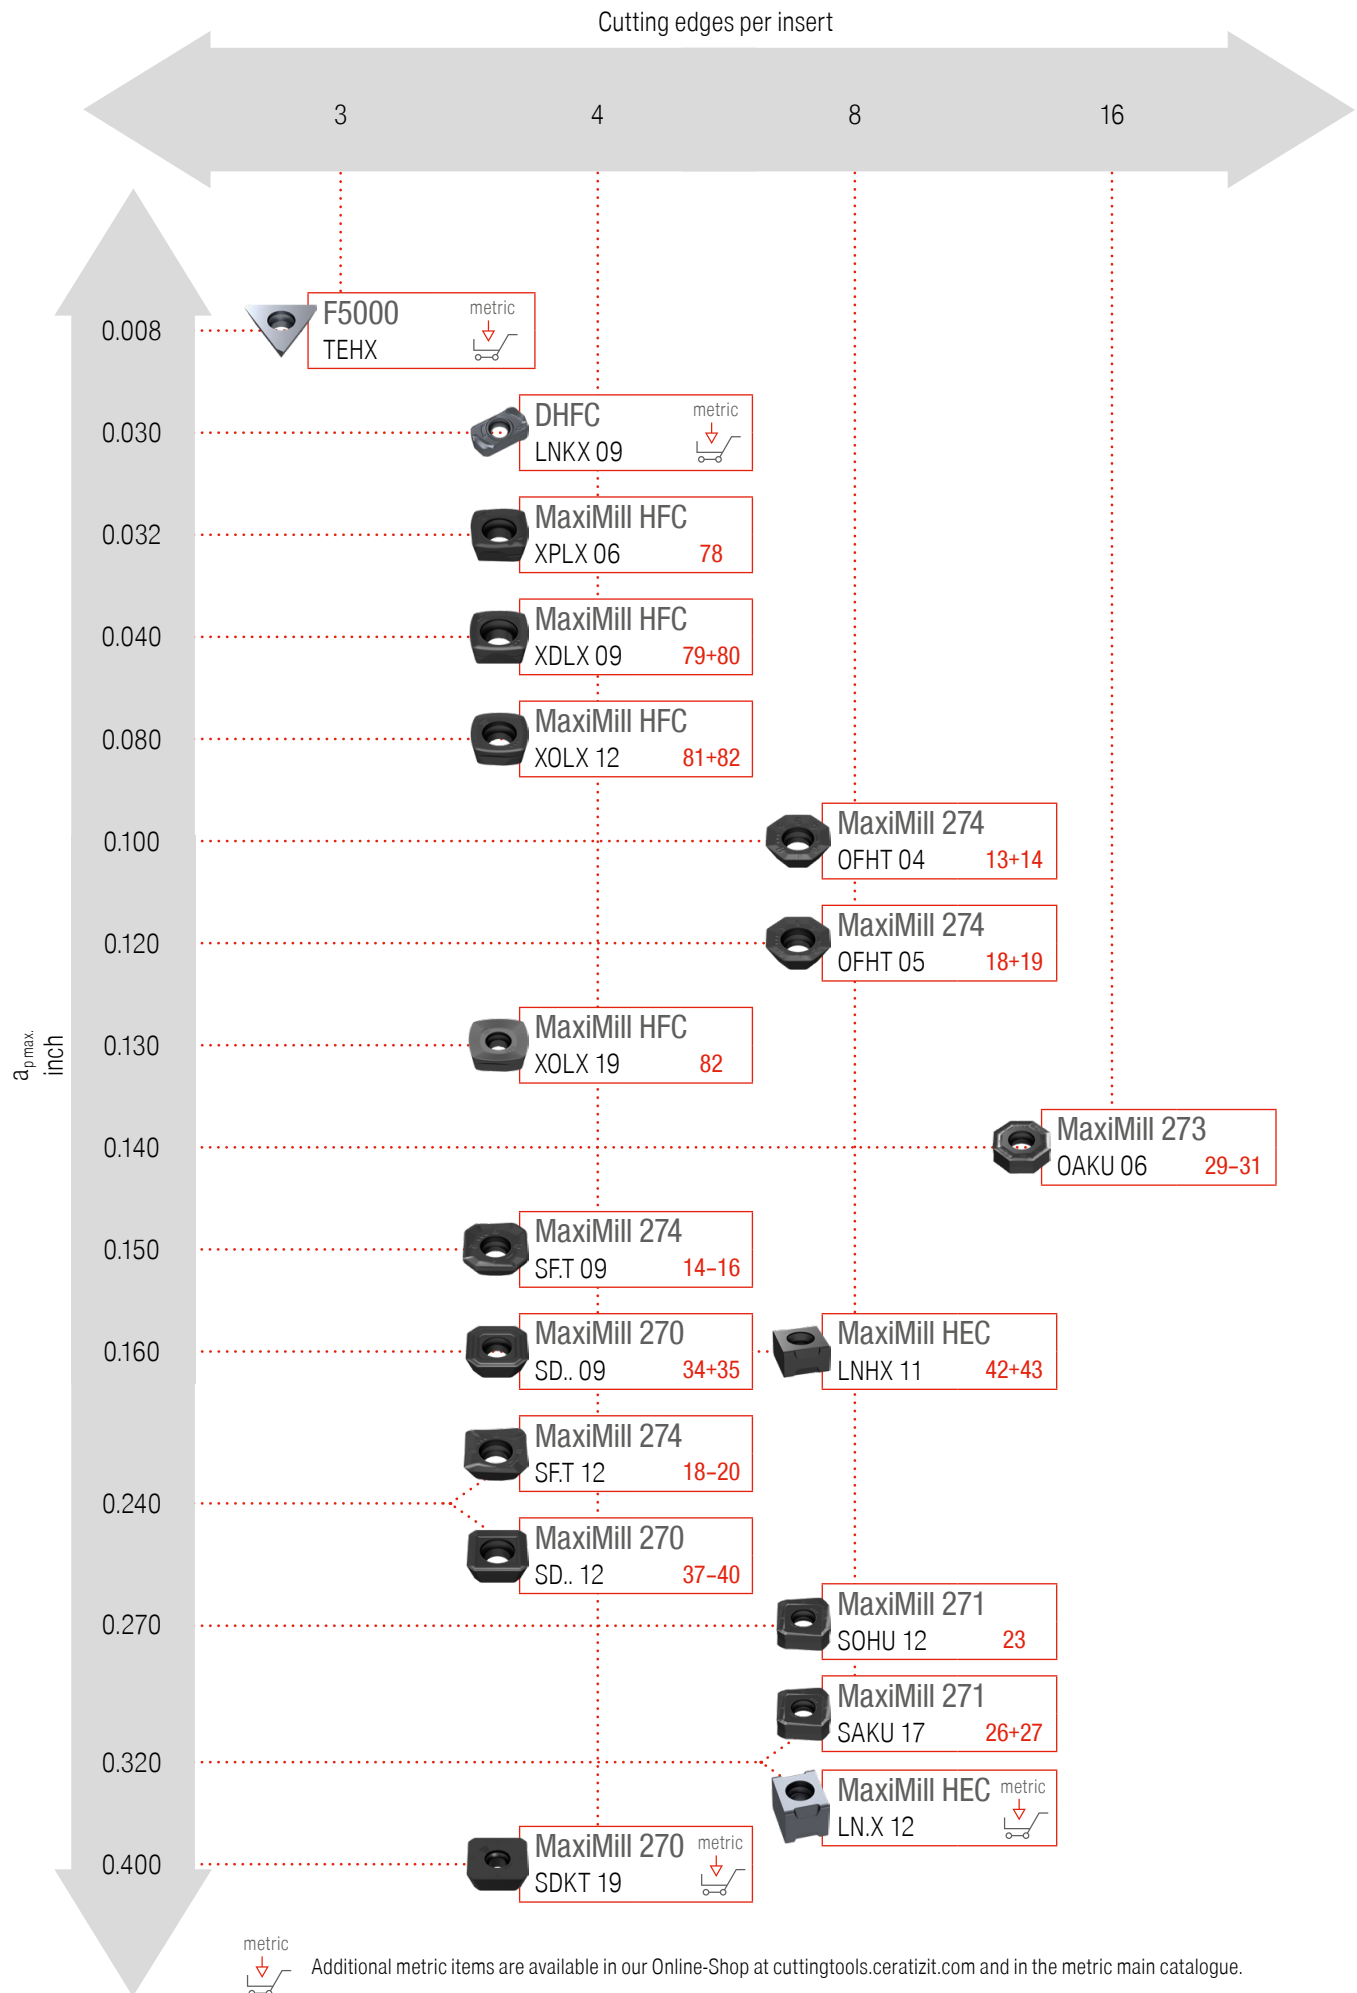 Cutting edges per insert
3 4 8 16
0.008
F5000 metric
TEHX
0.030
DHFC metric
LNKX 09
0.032
MaxiMill HFC
XPLX 06 78
0.040
MaxiMill HFC
XDLX 09 79+80
0.080
MaxiMill HFC
XOLX 12 81+82
0.100
MaxiMill 274
OFHT 04 13+14
0.120
MaxiMill 274
OFHT 05 18+19
ap max.
inch
0.130
MaxiMill HFC
XOLX 19 82
0.140
MaxiMill 273
OAKU 06 29–31
0.150
MaxiMill 274
SF.T 09 14–16
0.160
MaxiMill 270
SD.. 09 34+35
MaxiMill HEC
LNHX 11 42+43
0.240
MaxiMill 274
SF.T 12 18–20
MaxiMill 270
SD.. 12 37–40
0.270
MaxiMill 271
SOHU 12 23
0.320
MaxiMill 271
SAKU 17 26+27
MaxiMill HEC metric
LN.X 12
0.400
MaxiMill 270 metric
SDKT 19
metric
Additional metric items are available in our Online-Shop at cuttingtools.ceratizit.com and in the metric main catalogue.